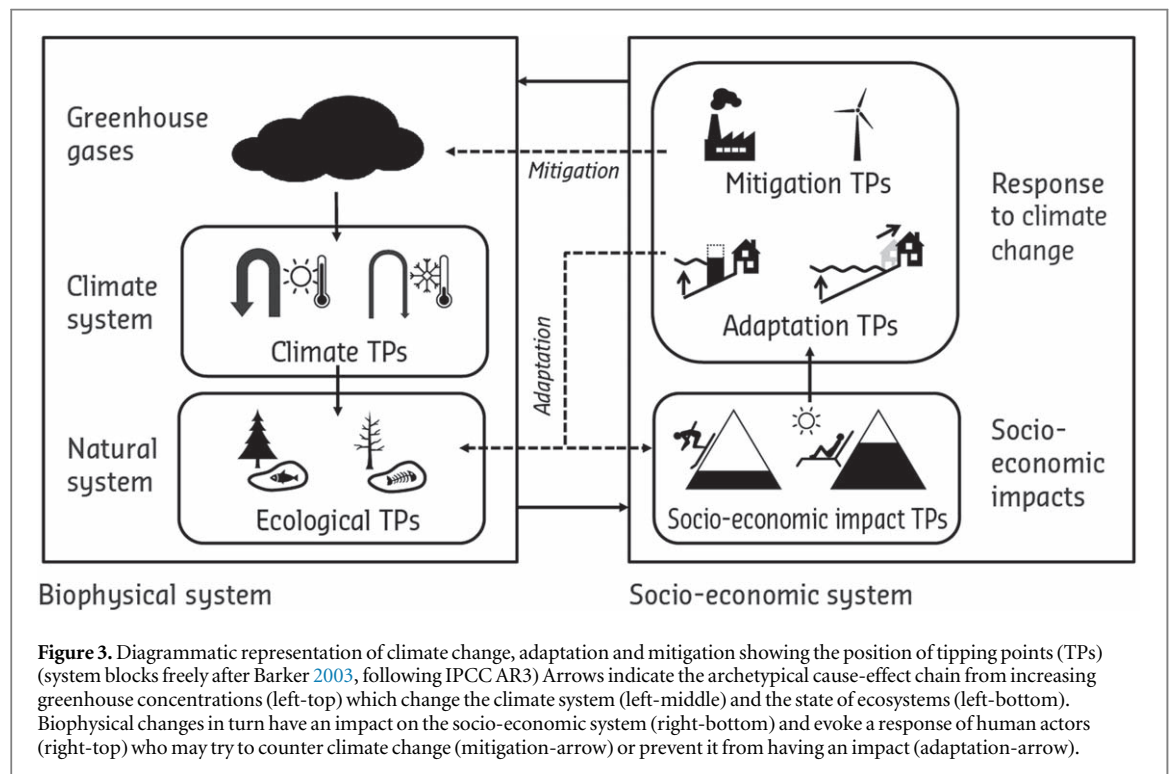 Greenhouse
gases
Mitigation
Mitigation TPs
Response
to climate
change
Climate
system
Climate TPs
Adaptation
Adaptation TPs
Natural
system
Ecological TPs
Socio-economic impact TPs
Socio-
economic
impacts
Biophysical system
Socio-economic system
Figure 3. Diagrammatic representation of climate change, adaptation and mitigation showing the position of tipping points (TPs)
(system blocks freely after Barker 2003, following IPCC AR3) Arrows indicate the archetypical cause-effect chain from increasing
greenhouse concentrations (left-top) which change the climate system (left-middle) and the state of ecosystems (left-bottom).
Biophysical changes in turn have an impact on the socio-economic system (right-bottom) and evoke a response of human actors
(right-top) who may try to counter climate change (mitigation-arrow) or prevent it from having an impact (adaptation-arrow).